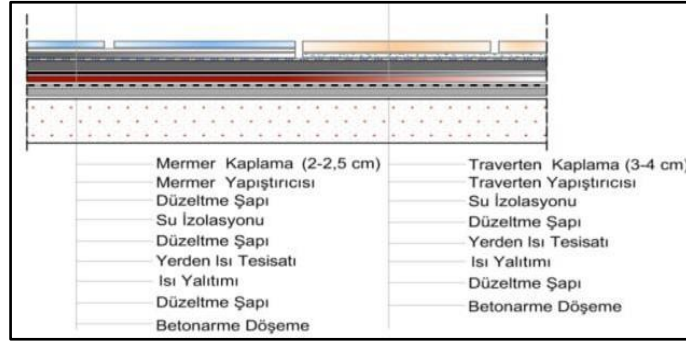 Mermer Kaplama (2-2,5 cm)
Mermer Yapıştırıcısı
Düzeltme Şapı
Su İzolasyonu
Düzeltme Şapı
Yerden Isı Tesisatı
Isı Yalıtımı
Düzeltme Şapı
Betonarme Döşeme
Traverten Kaplama (3-4 cm)
Traverten Yapıştırıcısı
Su İzolasyonu
Düzeltme Şapı
Yerden Isı Tesisatı
Isı Yalıtımı
Düzeltme Şapı
Betonarme Döşeme